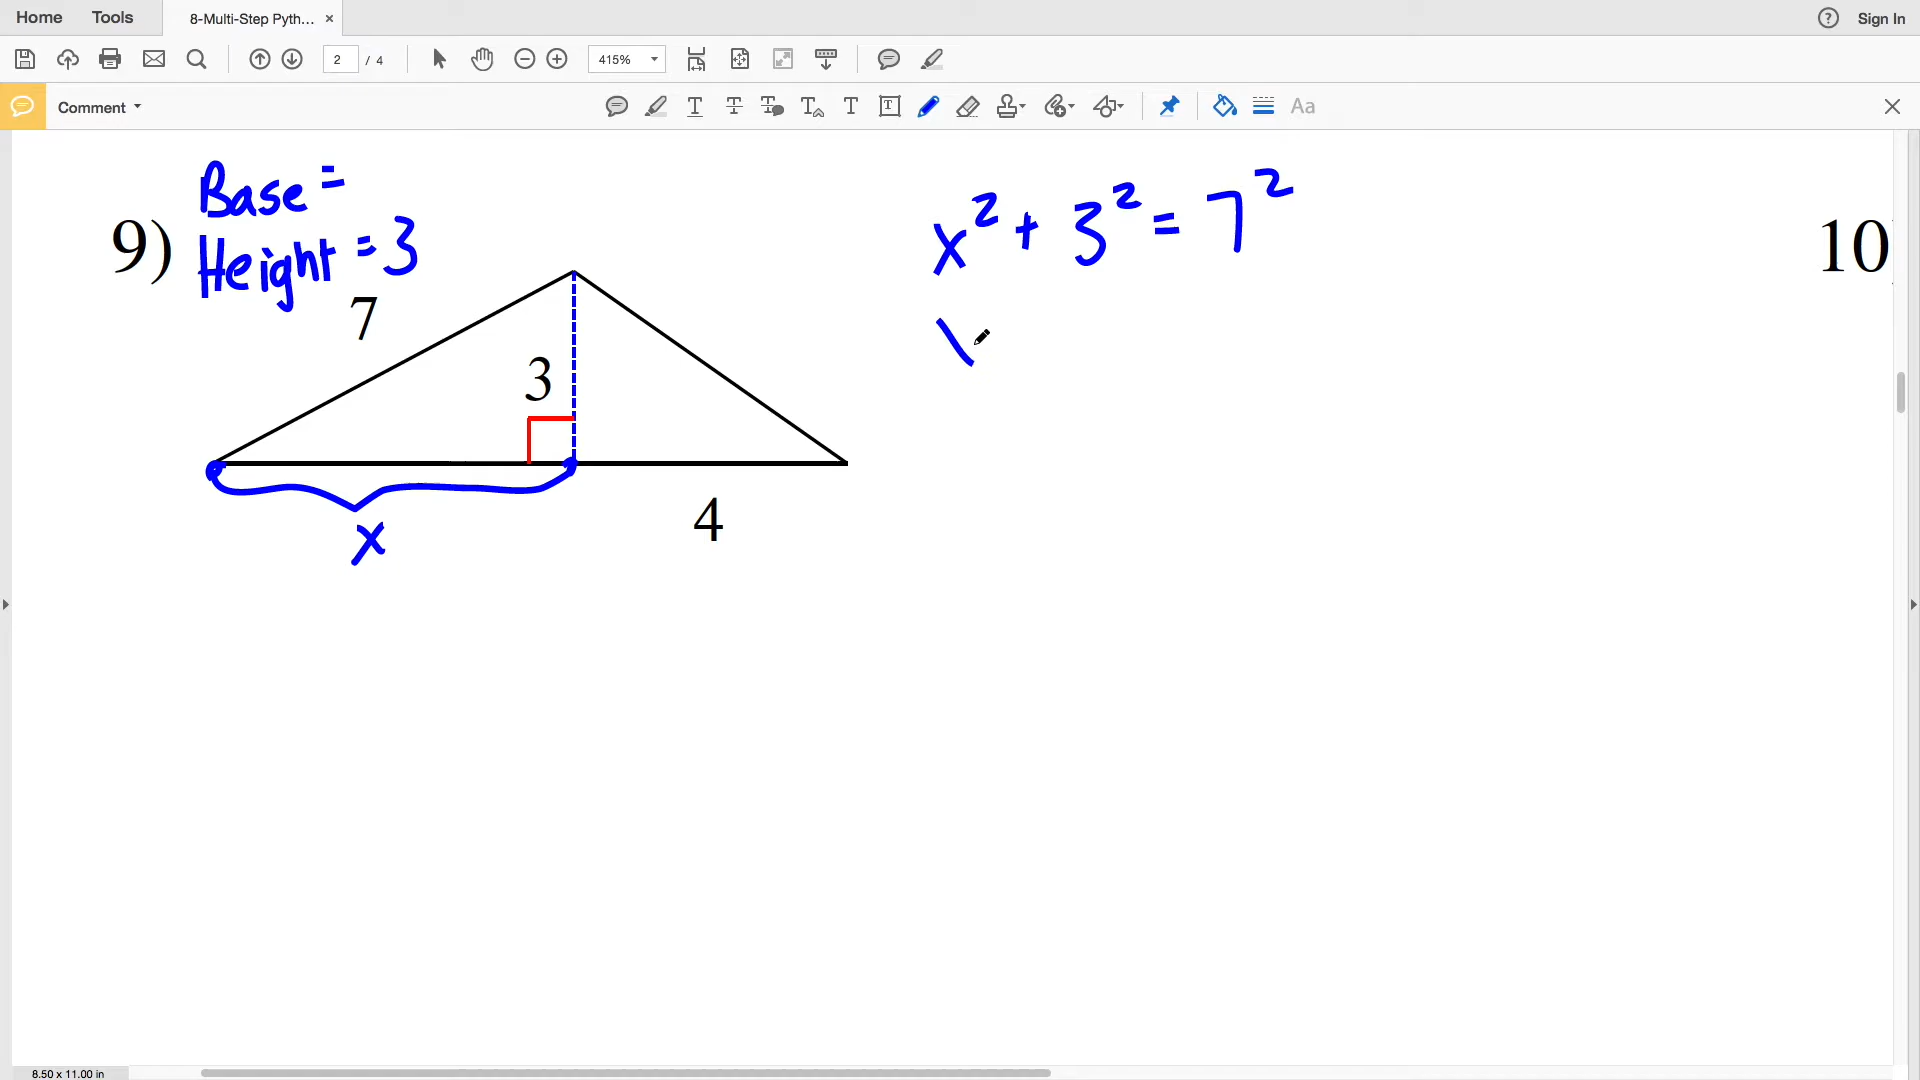 Home Tools 8-Multi-Step Pyth... × ? Sign In
2 / 4 415%
Comment T T T T T T Aa
Base =
9)
Height = 3
x² + 3² = 7²
10
7
3
4
x
8.50 x 11.00 in